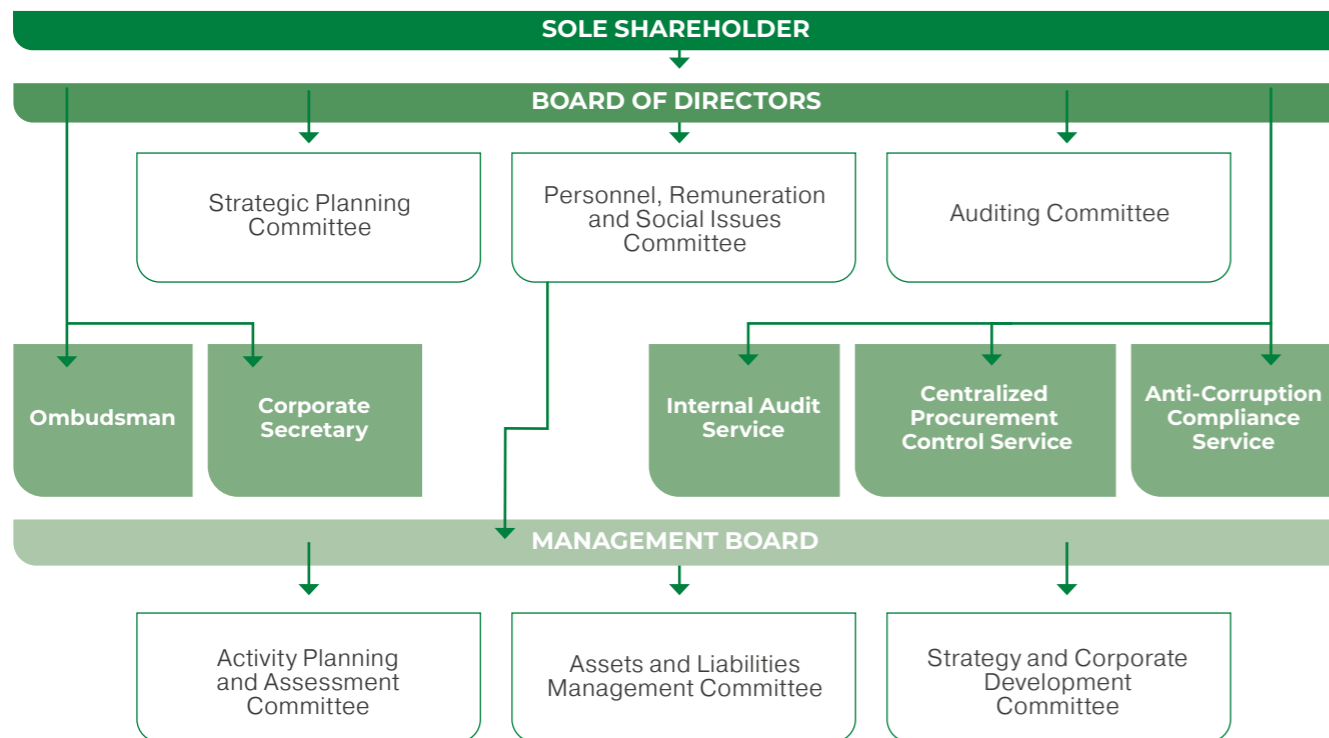 SOLE SHAREHOLDER
BOARD OF DIRECTORS
Strategic Planning
Committee
Personnel, Remuneration
and Social Issues
Committee
Auditing Committee
Ombudsman
Corporate
Secretary
Internal Audit
Service
Centralized
Procurement
Control Service
Anti-Corruption
Compliance
Service
MANAGEMENT BOARD
Activity Planning
and Assessment
Committee
Assets and Liabilities
Management Committee
Strategy and Corporate
Development
Committee